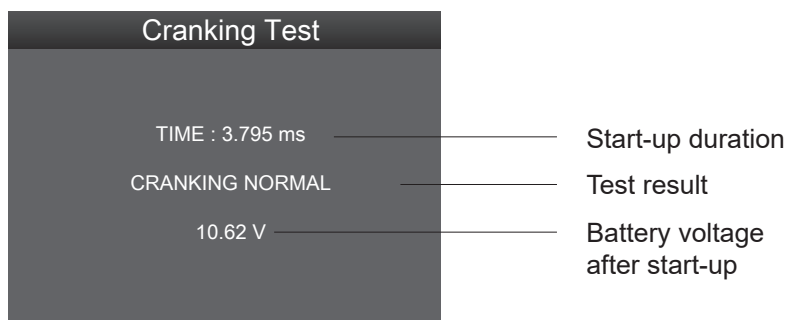 Cranking Test
TIME : 3.795 ms
Start-up duration
CRANKING NORMAL
Test result
10.62 V
Battery voltage
after start-up